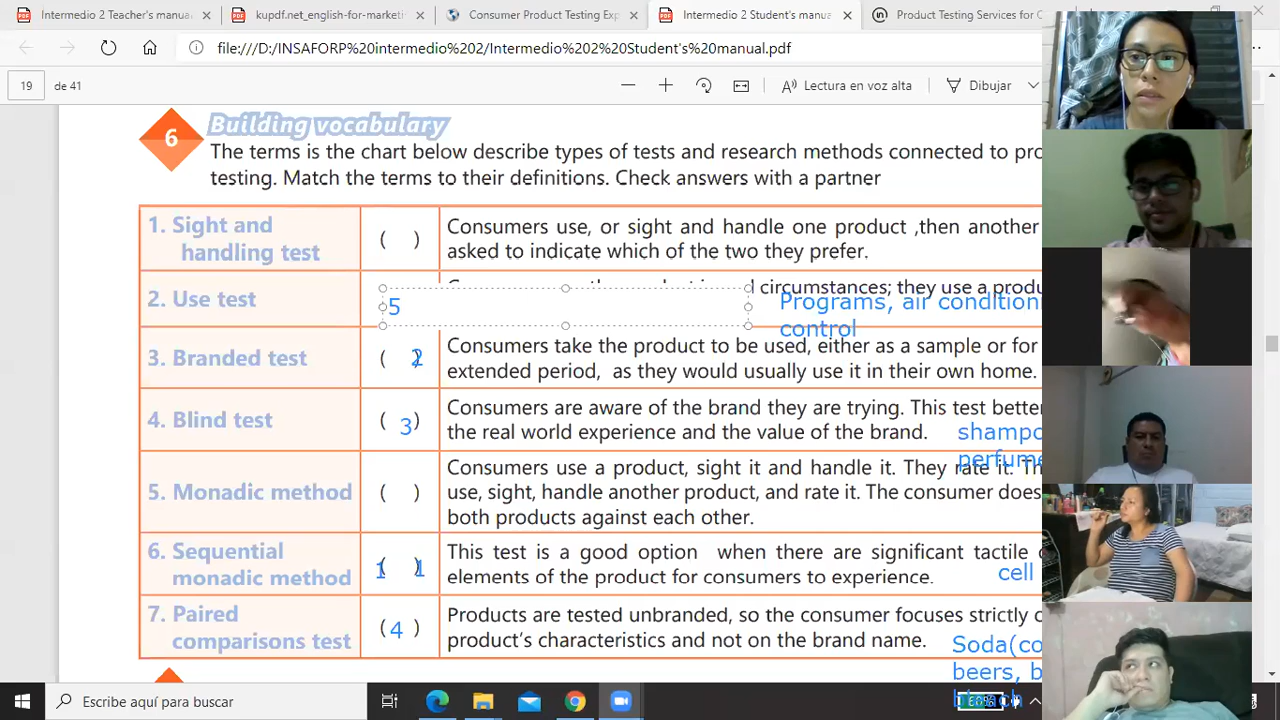 Intermedio 2 Teacher's manua
kupdf.net_english-for-market
Consumer Product Testing Exp
Intermedio 2 Student's manua
Product Testing Services for C
file:///D:/INSAFORP%20intermedio%202/Intermedio%202%20Student's%20manual.pdf
19 de 41
Lectura en voz alta
Dibujar
6 Building vocabulary
The terms is the chart below describe types of tests and research methods connected to pro
testing. Match the terms to their definitions. Check answers with a partner
1. Sight and
handling test
( )
Consumers use, or sight and handle one product ,then another
asked to indicate which of the two they prefer.
2. Use test
5
circumstances; they use a produ
Programs, air condition
control
3. Branded test
( 2)
Consumers take the product to be used, either as a sample or for
extended period, as they would usually use it in their own home.
4. Blind test
( 3)
Consumers are aware of the brand they are trying. This test better
the real world experience and the value of the brand.
shampo
perfume
5. Monadic method
( )
Consumers use a product, sight it and handle it. They rate it. Th
use, sight, handle another product, and rate it. The consumer does
both products against each other.
6. Sequential
monadic method
1( 1)
This test is a good option when there are significant tactile
elements of the product for consumers to experience.
cell
7. Paired
comparisons test
(4 )
Products are tested unbranded, so the consumer focuses strictly
product's characteristics and not on the brand name.
Soda(co
beers, b
bleach
Escribe aquí para buscar